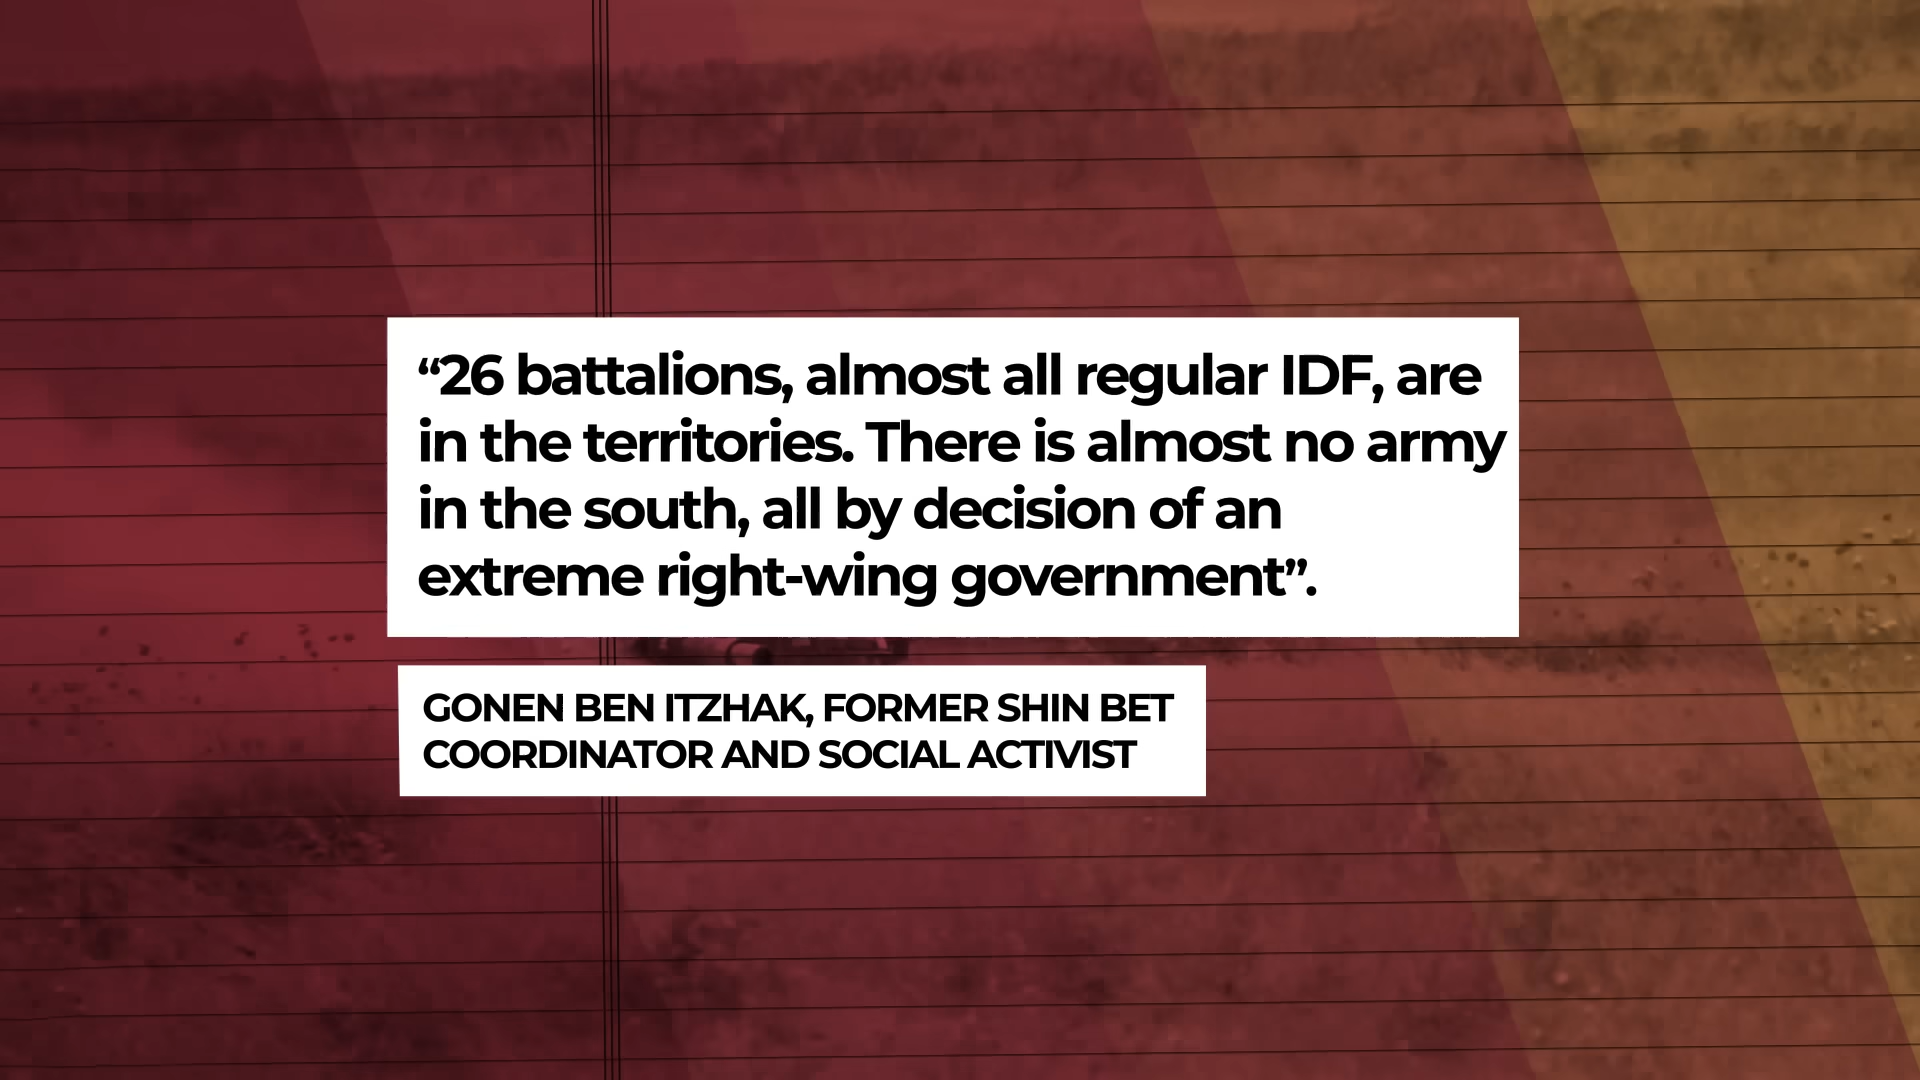 “26 battalions, almost all regular IDF, are
in the territories. There is almost no army
in the south, all by decision of an
extreme right-wing government”.
GONEN BEN ITZHAK, FORMER SHIN BET
COORDINATOR AND SOCIAL ACTIVIST